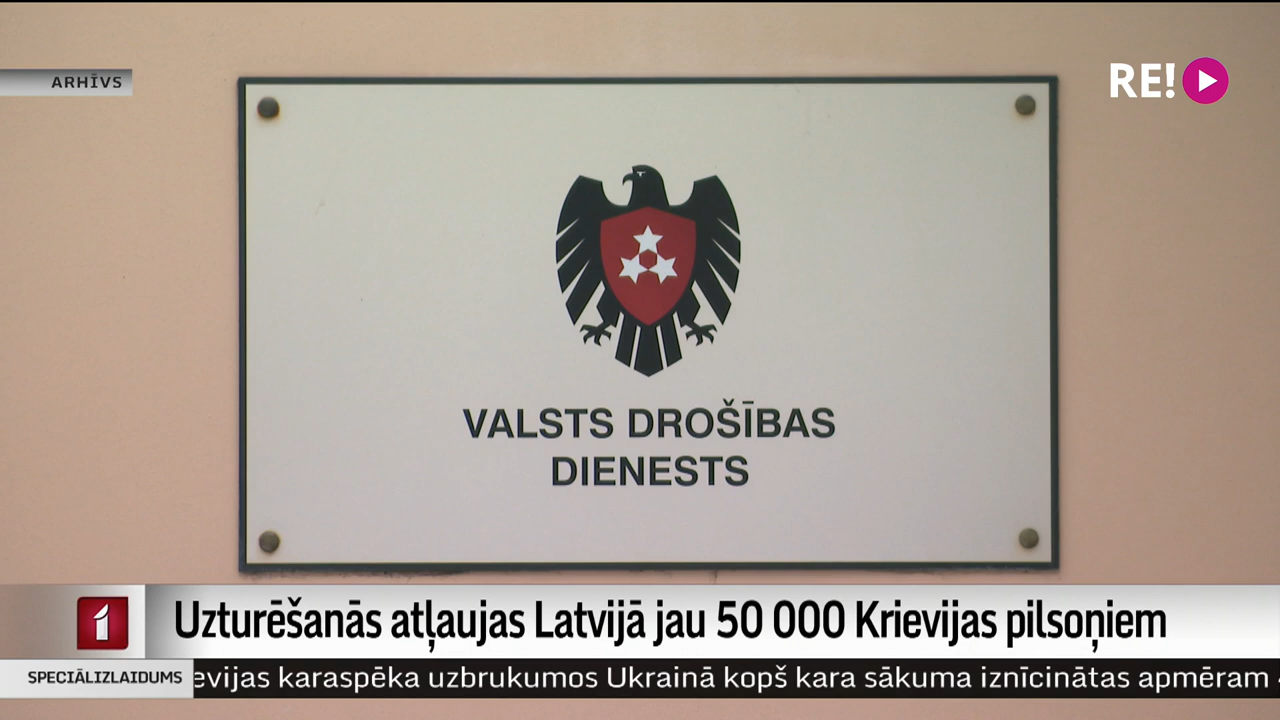 ARHĪVS
RE!
VALSTS DROŠĪBAS
DIENESTS
1
Uzturēšanās atļaujas Latvijā jau 50 000 Krievijas pilsoņiem
SPECIĀLIZLAIDUMS
karaspēka uzbrukumos Ukrainā kopš kara sākuma iznīcinātas apmēram